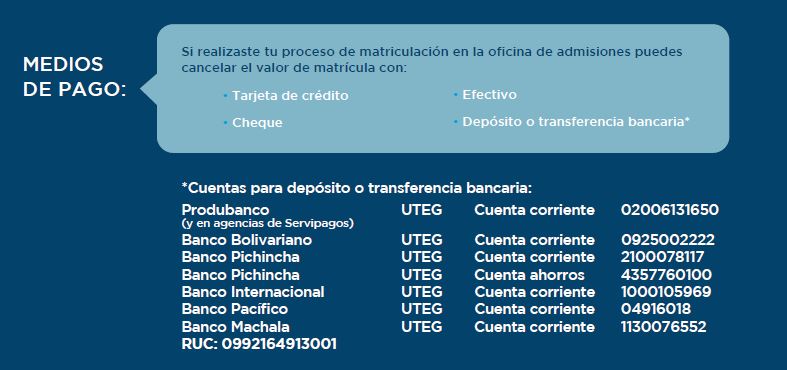 MEDIOS
DE PAGO:
Si realizaste tu proceso de matriculación en la oficina de admisiones puedes
cancelar el valor de matrícula con:
• Tarjeta de crédito • Efectivo
• Cheque • Depósito o transferencia bancaria*
*Cuentas para depósito o transferencia bancaria:
Produbanco UTEG Cuenta corriente 02006131650
(y en agencias de Servipagos)
Banco Bolivariano UTEG Cuenta corriente 0925002222
Banco Pichincha UTEG Cuenta corriente 2100078117
Banco Pichincha UTEG Cuenta ahorros 4357760100
Banco Internacional UTEG Cuenta corriente 1000105969
Banco Pacífico UTEG Cuenta corriente 04916018
Banco Machala UTEG Cuenta corriente 1130076552
RUC: 0992164913001